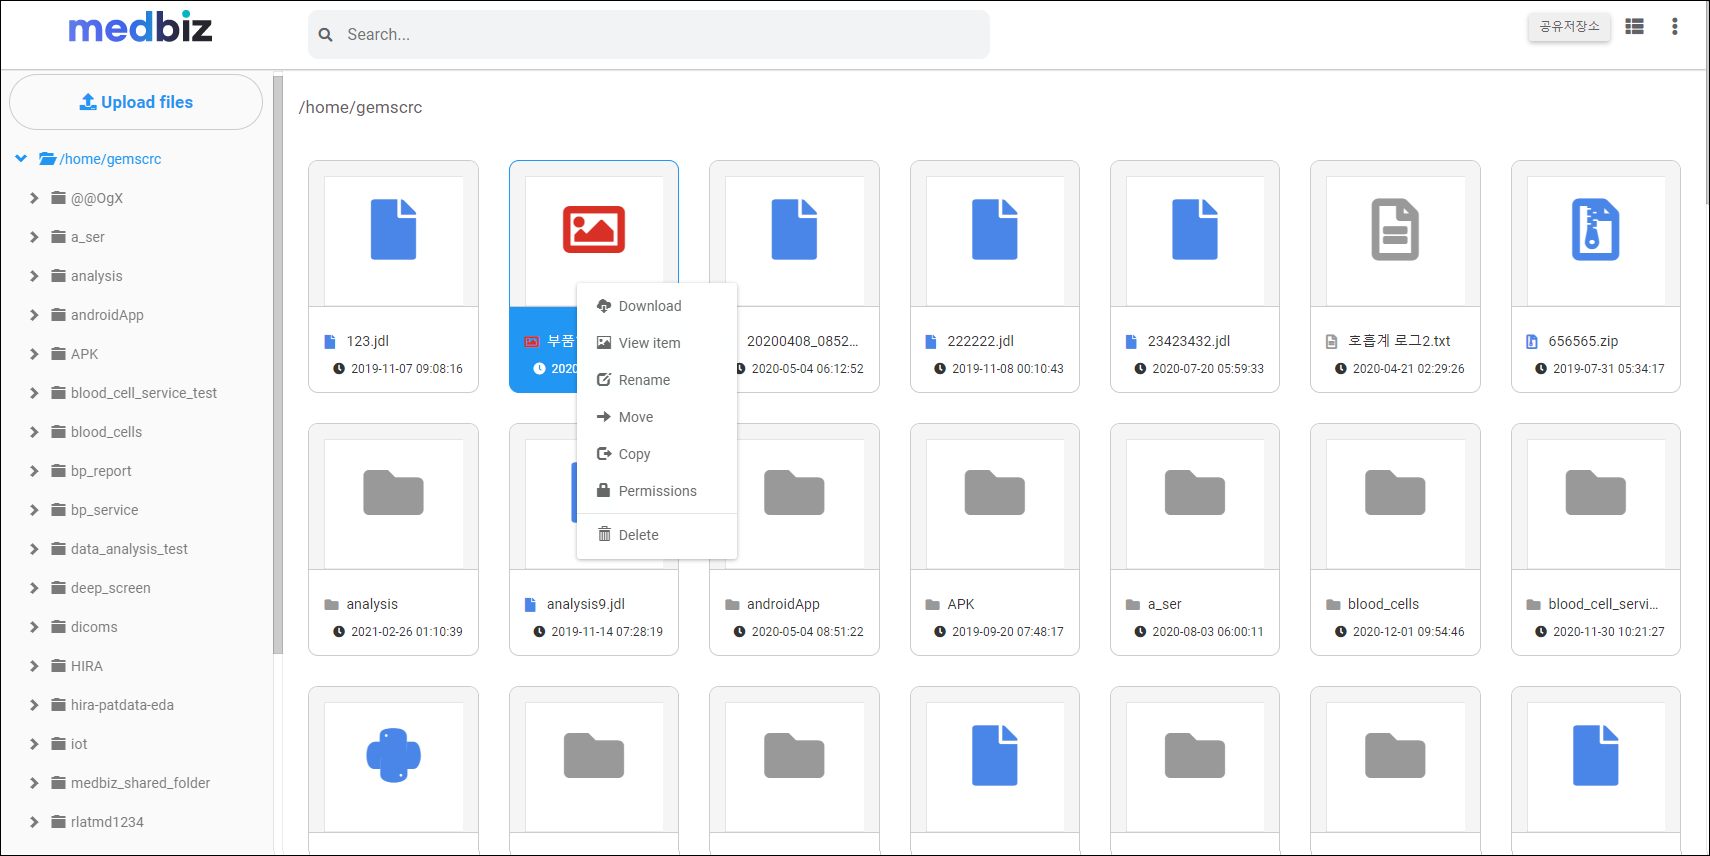 medbiz
Search...
공유저장소
Upload files
/home/gemscrc
/home/gemscrc
@@OgX
a_ser
analysis
androidApp
APK
blood_cell_service_test
blood_cells
bp_report
bp_service
data_analysis_test
deep_screen
dicoms
HIRA
hira-patdata-eda
iot
medbiz_shared_folder
rlatmd1234
123.jdl
2019-11-07 09:08:16
부품
2020
20200408_0852...
2020-05-04 06:12:52
222222.jdl
2019-11-08 00:10:43
23423432.jdl
2020-07-20 05:59:33
호흡계 로그2.txt
2020-04-21 02:29:26
656565.zip
2019-07-31 05:34:17
Download
View item
Rename
Move
Copy
Permissions
Delete
analysis
2021-02-26 01:10:39
analysis9.jdl
2019-11-14 07:28:19
androidApp
2020-05-04 08:51:22
APK
2019-09-20 07:48:17
a_ser
2020-08-03 06:00:11
blood_cells
2020-12-01 09:54:46
blood_cell_servi...
2020-11-30 10:21:27